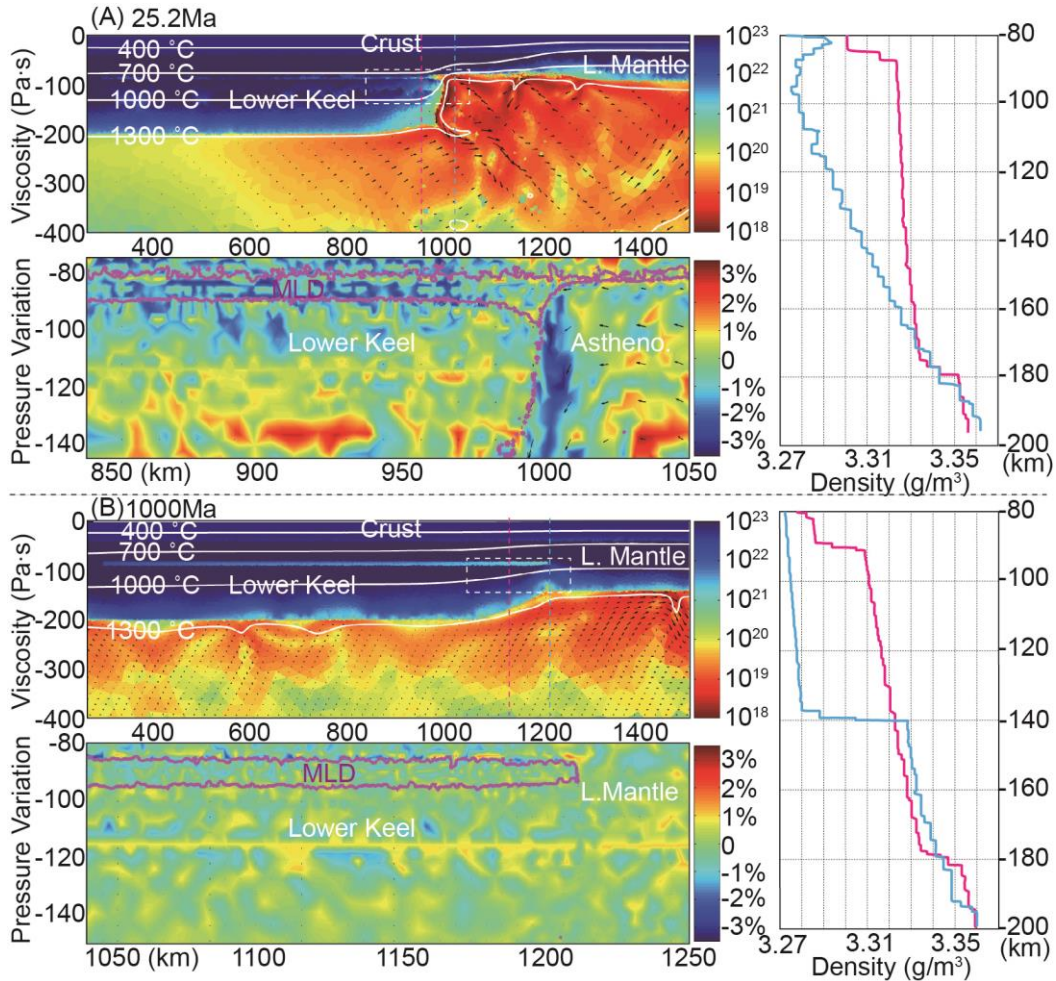 (A) 25.2Ma
Viscosity (Pa·s)
0
-100
-200
-300
-400
400 °C
700 °C
1000 °C
1300 °C
Crust
L. Mantle
Lower Keel
400 600 800 1000 1200 1400
10²³
10²²
10²¹
10²⁰
10¹⁹
10¹⁸
Pressure Variation
-80
-100
-120
-140
MLD
Lower Keel
Astheno.
850 (km) 900 950 1000 1050
3%
2%
1%
0
-1%
-2%
-3%
-80
-100
-120
-140
-160
-180
-200
(km)
3.27 3.31 3.35
Density (g/m³)
(B) 1000Ma
Viscosity (Pa·s)
0
-100
-200
-300
-400
400 °C
700 °C
1000 °C
1300 °C
Crust
L. Mantle
Lower Keel
400 600 800 1000 1200 1400
10²³
10²²
10²¹
10²⁰
10¹⁹
10¹⁸
Pressure Variation
-80
-100
-120
-140
MLD
L.Mantle
Lower Keel
1050 (km) 1100 1150 1200 1250
3%
2%
1%
0
-1%
-2%
-3%
-80
-100
-120
-140
-160
-180
-200
(km)
3.27 3.31 3.35
Density (g/m³)